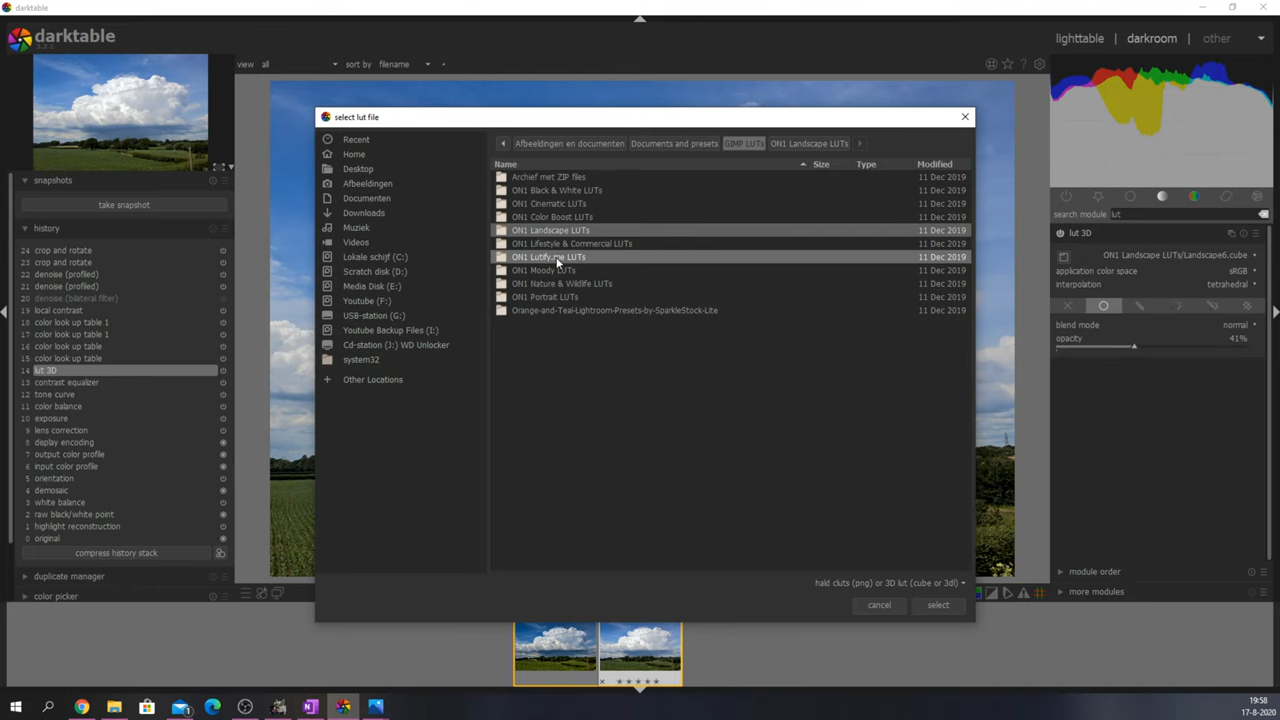 darktable
darktable
3.2.1
lighttable darkroom other
view all sort by filename
select lut file
Recent
Home
Desktop
Afbeeldingen
Documenten
Downloads
Muziek
Videos
Lokale schijf (C:)
Scratch disk (D:)
Media Disk (E:)
Youtube (F:)
USB-station (G:)
Youtube Backup Files (I:)
Cd-station (J:) WD Unlocker
system32
Other Locations
Afbeeldingen en documenten Documents and presets GIMP LUTs ON1 Landscape LUTs
Name Size Type Modified
Archief met ZIP files 11 Dec 2019
ON1 Black & White LUTs 11 Dec 2019
ON1 Cinematic LUTs 11 Dec 2019
ON1 Color Boost LUTs 11 Dec 2019
ON1 Landscape LUTs 11 Dec 2019
ON1 Lifestyle & Commercial LUTs 11 Dec 2019
ON1 Lutify.me LUTs 11 Dec 2019
ON1 Moody LUTs 11 Dec 2019
ON1 Nature & Wildlife LUTs 11 Dec 2019
ON1 Portrait LUTs 11 Dec 2019
Orange-and-Teal-Lightroom-Presets-by-SparkleStock-Lite 11 Dec 2019
hald cluts (png) or 3D lut (cube or 3dl)
cancel select
snapshots
take snapshot
history
24 crop and rotate
23 crop and rotate
22 denoise (profiled)
21 denoise (profiled)
20 denoise (bilateral filter)
19 local contrast
18 color look up table 1
17 color look up table 1
16 color look up table
15 color look up table
14 lut 3D
13 contrast equalizer
12 tone curve
11 color balance
10 exposure
9 lens correction
8 display encoding
7 output color profile
6 input color profile
5 orientation
4 demosaic
3 white balance
2 raw black/white point
1 highlight reconstruction
0 original
compress history stack
duplicate manager
color picker
search module lut
lut 3D
ON1 Landscape LUTs/Landscape6.cube
application color space sRGB
interpolation tetrahedral
blend mode normal
opacity 41%
module order
more modules
19:58
17-8-2020